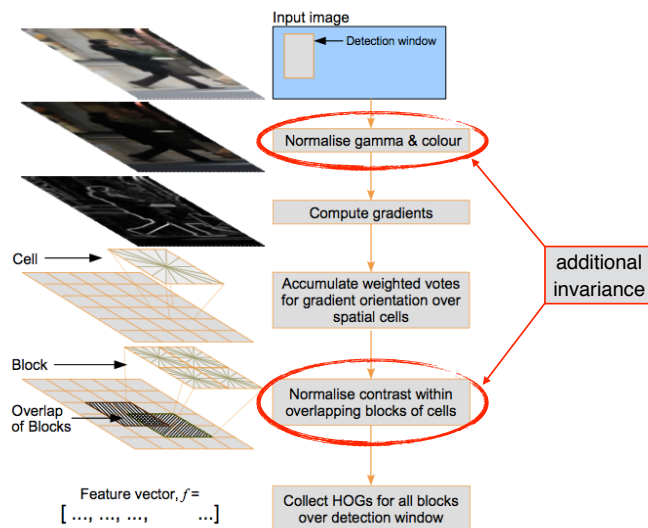 Input image
Detection window
Normalise gamma & colour
Compute gradients
Cell
Accumulate weighted votes
for gradient orientation over
spatial cells
additional
invariance
Block
Overlap
of Blocks
Normalise contrast within
overlapping blocks of cells
Feature vector, f =
[ ..., ..., ...,          ...]
Collect HOGs for all blocks
over detection window